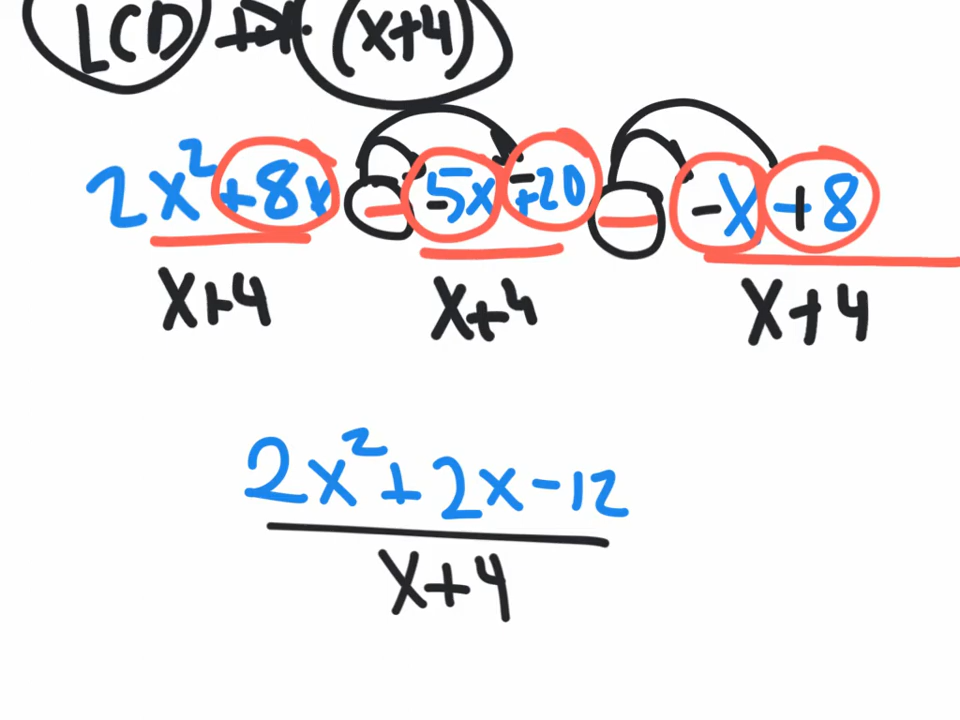 LCD (x+4)
2x²+8x − -5x +20 − -x+8
x+4 x+4 x+4
2x²+2x-12
x+4